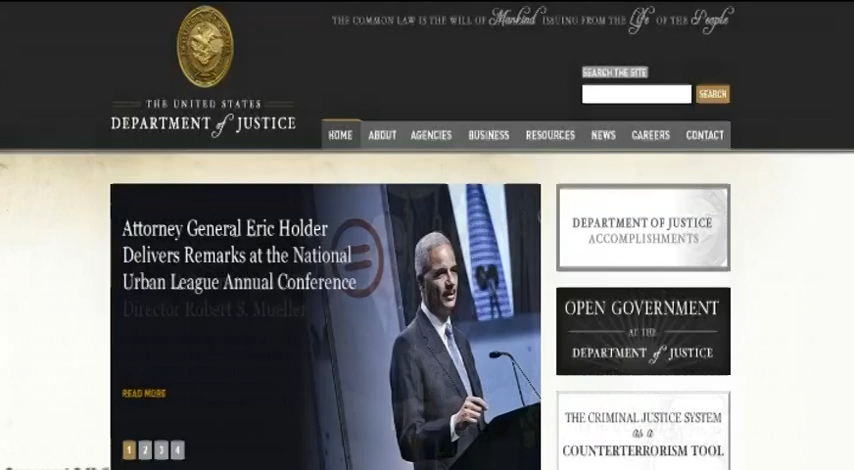 THE COMMON LAW IS THE WILL OF Mankind ISSUING FROM THE Life OF THE People
SEARCH THE SITE
SEARCH
THE UNITED STATES
DEPARTMENT of JUSTICE
HOME ABOUT AGENCIES BUSINESS RESOURCES NEWS CAREERS CONTACT
Attorney General Eric Holder
Delivers Remarks at the National
Urban League Annual Conference
Director Robert S. Mueller
READ MORE
1 2 3 4
DEPARTMENT OF JUSTICE
ACCOMPLISHMENTS
OPEN GOVERNMENT
AT THE
DEPARTMENT of JUSTICE
THE CRIMINAL JUSTICE SYSTEM
as a
COUNTERTERRORISM TOOL